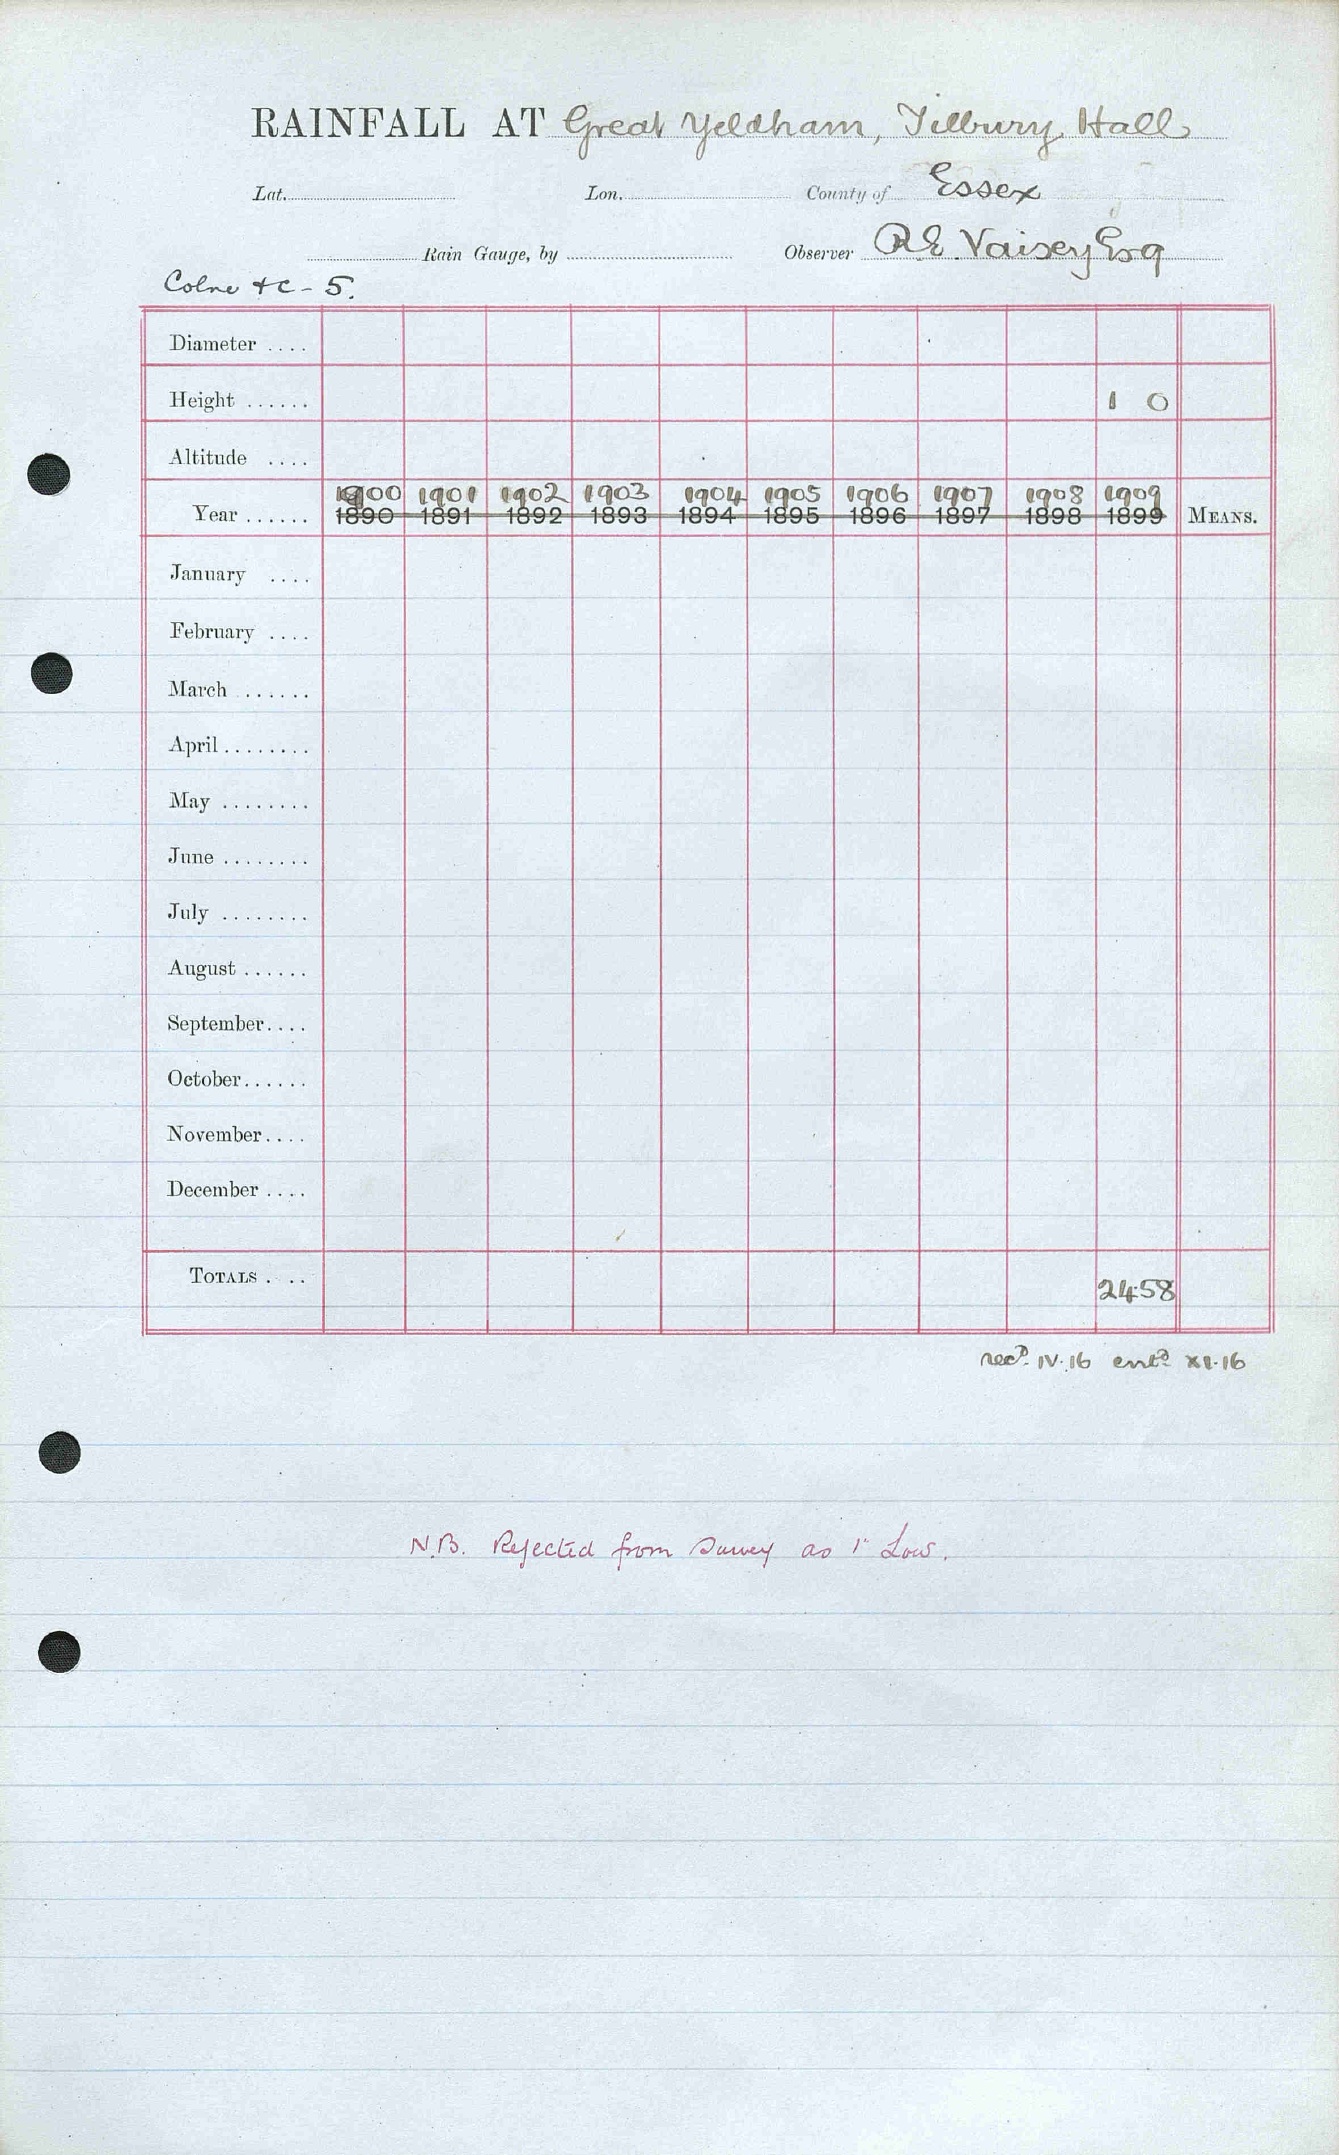 RAINFALL AT Great Yeldham, Tilbury Hall
Lat. Lon. County of Essex
Rain Gauge, by Observer R.E. Vaisey Esq
Colne &c - 5.
Diameter ....
Height ...... 1 0
Altitude ....
1900 1901 1902 1903 1904 1905 1906 1907 1908 1909
Year ...... 1890 1891 1892 1893 1894 1895 1896 1897 1898 1899 MEANS.
January ....
February ....
March ......
April ........
May ........
June ........
July ........
August ......
September ....
October ......
November ....
December ....
TOTALS . .. 24.58
recd. IV.16 entd. XI.16
N.B. Rejected from Survey as 1" Low.